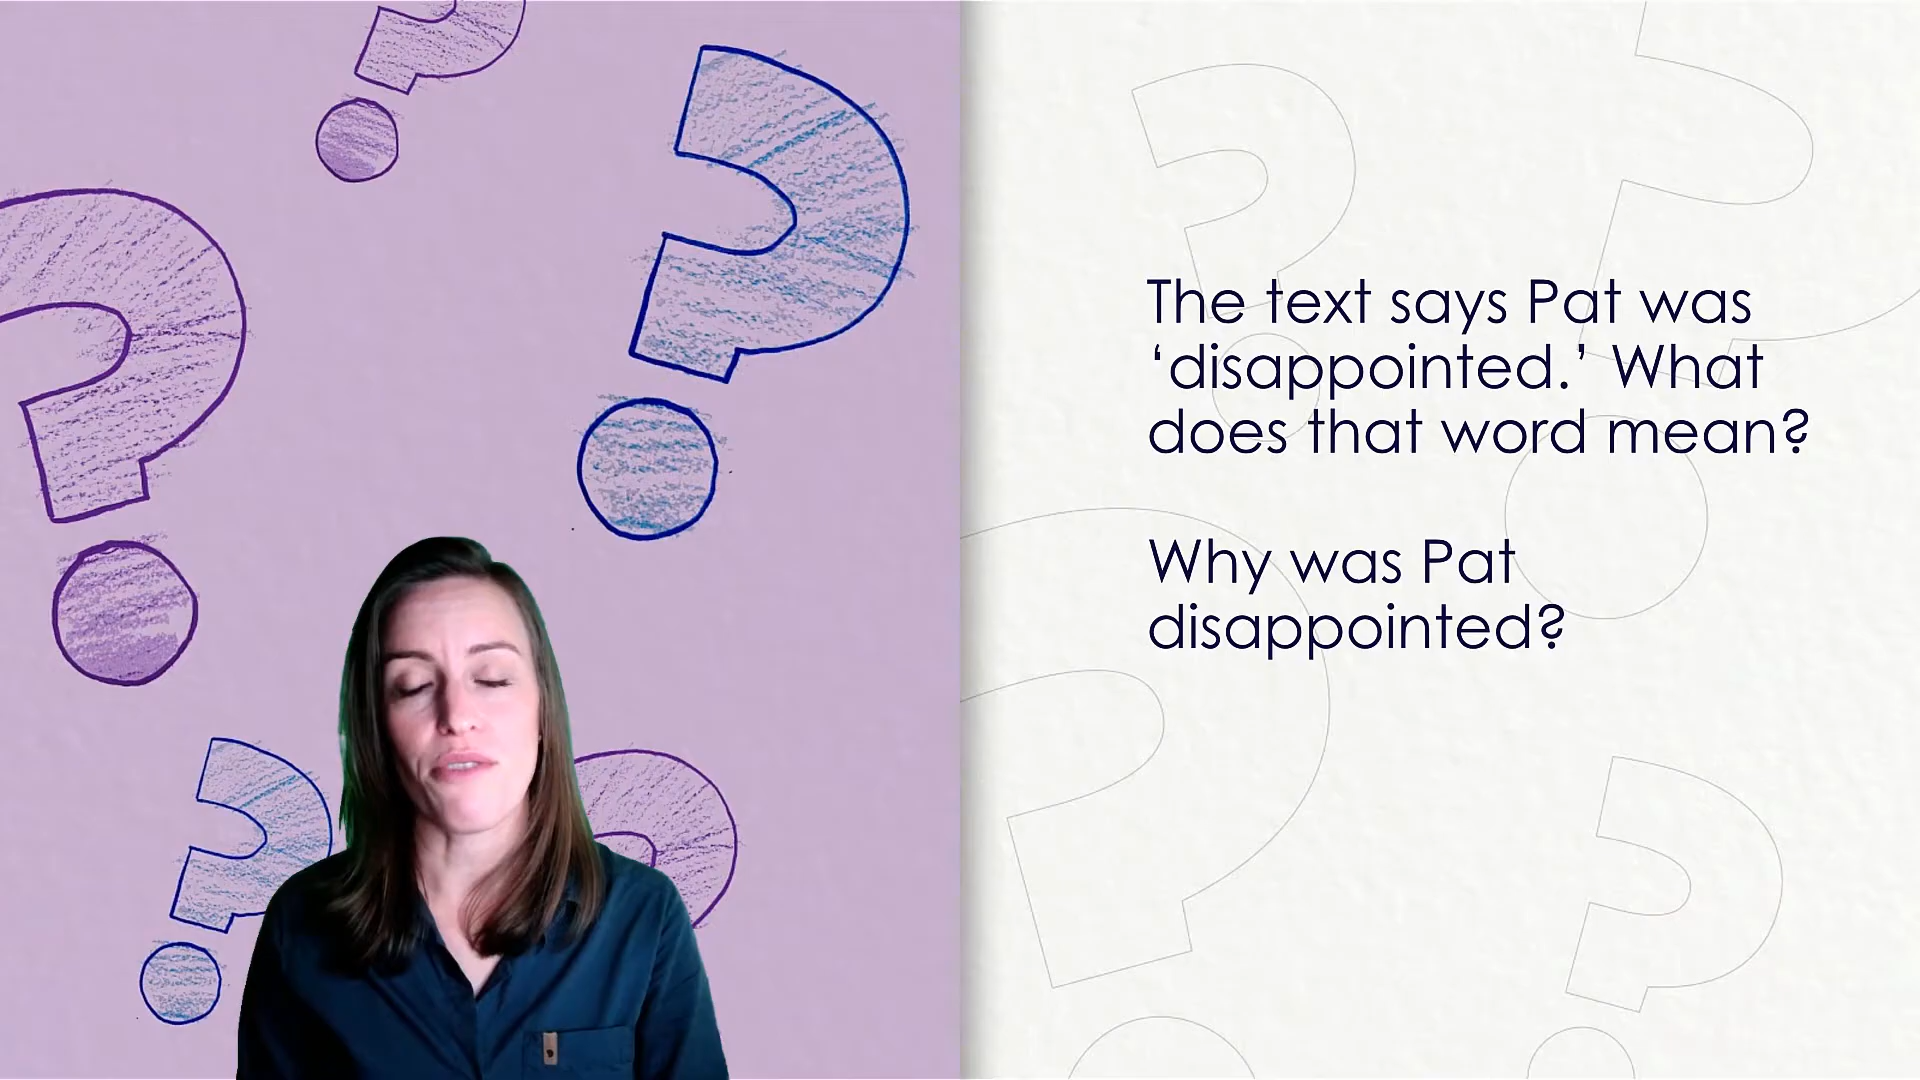 The text says Pat was
‘disappointed.’ What
does that word mean?
Why was Pat
disappointed?